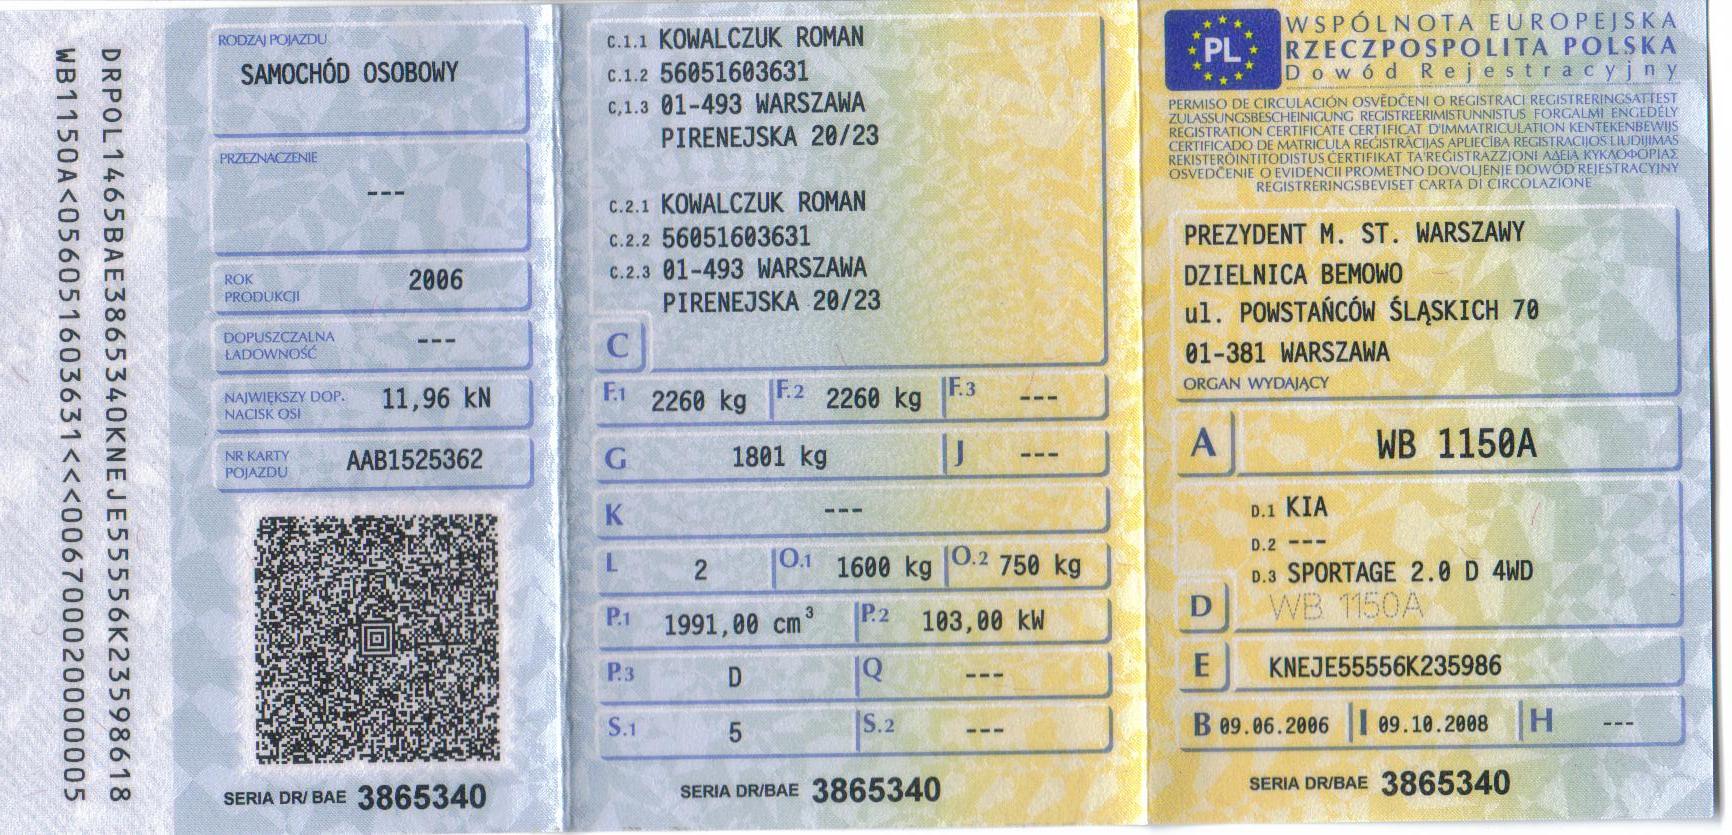 DRPOL1465BAE3865340KNEJE55556K23598618
WB1150A<056051603631<<<0067000200000005
RODZAJ POJAZDU
SAMOCHÓD OSOBOWY
PRZEZNACZENIE
---
ROK PRODUKCJI
2006
DOPUSZCZALNA ŁADOWNOŚĆ
---
NAJWIĘKSZY DOP. NACISK OSI
11,96 kN
NR KARTY POJAZDU
AAB1525362
SERIA DR/ BAE 3865340
C.1.1 KOWALCZUK ROMAN
C.1.2 56051603631
C,1.3 01-493 WARSZAWA
PIRENEJSKA 20/23
C.2.1 KOWALCZUK ROMAN
C.2.2 56051603631
C.2.3 01-493 WARSZAWA
PIRENEJSKA 20/23
C
F.1 2260 kg F.2 2260 kg F.3 ---
G 1801 kg J ---
K ---
L 2 O.1 1600 kg O.2 750 kg
P.1 1991,00 cm³ P.2 103,00 kW
P.3 D Q ---
S.1 5 S.2 ---
SERIA DR/BAE 3865340
PL
WSPÓLNOTA EUROPEJSKA
RZECZPOSPOLITA POLSKA
Dowód Rejestracyjny
PERMISO DE CIRCULACIÓN OSVĚDČENI O REGISTRACI REGISTRERINGSATTEST
ZULASSUNGSBESCHEINIGUNG REGISTREERIMISTUNNISTUS FORGALMI ENGEDÉLY
REGISTRATION CERTIFICATE CERTIFICAT D'IMMATRICULATION KENTEKENBEWIJS
CERTIFICADO DE MATRICULA REĢISTRĀCIJAS APLIECĪBA REGISTRACIJOS LIUDIJIMAS
REKISTERÖINTITODISTUS ĊERTIFIKAT TA'REĠISTRAZZJONI ΑΔΕΙΑ ΚΥΚΛΟΦΟΡΙΑΣ
OSVEDČENIE O EVIDENCII PROMETNO DOVOLJENJE DOWÓD REJESTRACYJNY
REGISTRERINGSBEVISET CARTA DI CIRCOLAZIONE
PREZYDENT M. ST. WARSZAWY
DZIELNICA BEMOWO
ul. POWSTAŃCÓW ŚLĄSKICH 70
01-381 WARSZAWA
ORGAN WYDAJĄCY
A WB 1150A
D.1 KIA
D.2 ---
D.3 SPORTAGE 2.0 D 4WD
D WB 1150A
E KNEJE55556K235986
B 09.06.2006 I 09.10.2008 H ---
SERIA DR/BAE 3865340